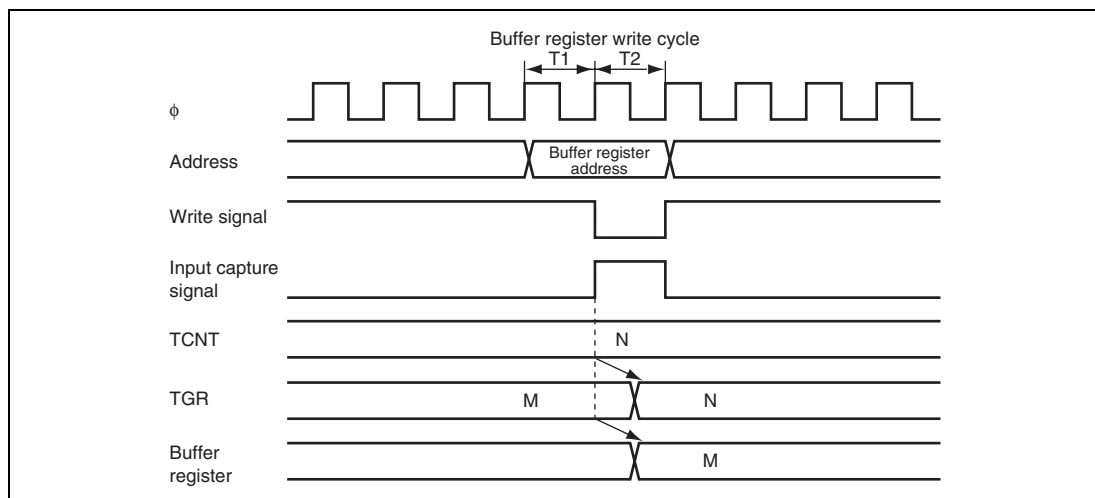 Buffer register write cycle
T1 T2
φ
Address
Buffer register
address
Write signal
Input capture
signal
TCNT
N
TGR
M N
Buffer
register
M